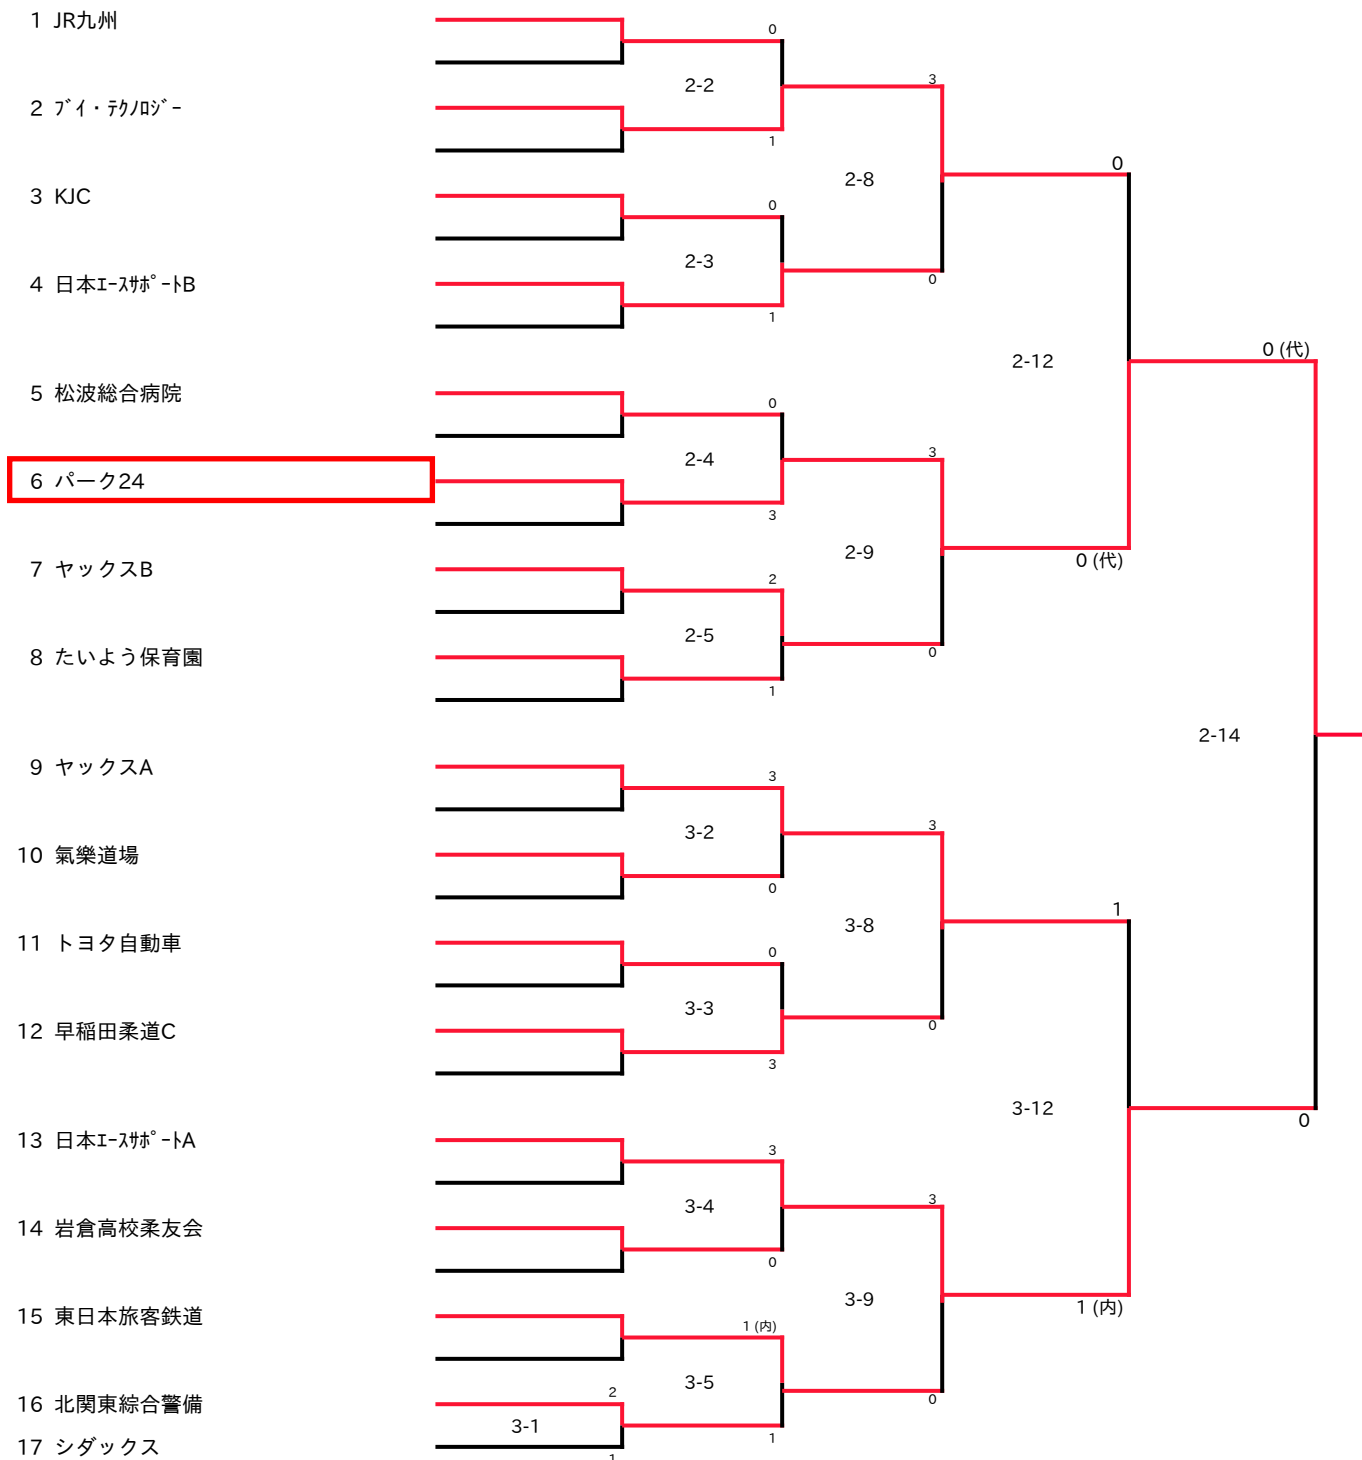 1 JR九州
0
2-2
3
2 ﾌﾞｲ・ﾃｸﾉﾛｼﾞｰ
1
2-8
0
3 KJC
0
2-3
4 日本ｴｰｽｻﾎﾟｰﾄB
0
1
0 (代)
2-12
5 松波総合病院
0
2-4
3
6 パーク24
3
2-9
0 (代)
7 ヤックスB
2
2-5
8 たいよう保育園
0
1
2-14
9 ヤックスA
3
3-2
3
10 氣樂道場
0
1
3-8
11 トヨタ自動車
0
3-3
12 早稲田柔道C
0
3
3-12
0
13 日本ｴｰｽｻﾎﾟｰﾄA
3
3-4
3
14 岩倉高校柔友会
0
3-9
1 (内)
15 東日本旅客鉄道
1 (内)
3-5
16 北関東綜合警備
2
0
3-1
1
17 シダックス
1